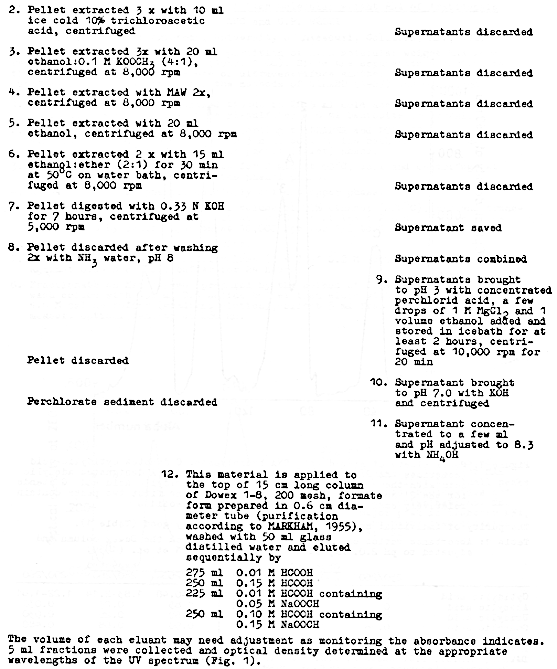 2. Pellet extracted 3 x with 10 ml
ice cold 10% trichloroacetic
acid, centrifuged
Supernatants discarded
3. Pellet extracted 3x with 20 ml
ethanol:0.1 M KOOCH₃ (4:1),
centrifuged at 8,000 rpm
Supernatants discarded
4. Pellet extracted with MAW 2x,
centrifuged at 8,000 rpm
Supernatants discarded
5. Pellet extracted with 20 ml
ethanol, centrifuged at 8,000 rpm
Supernatants discarded
6. Pellet extracted 2 x with 15 ml
ethanol:ether (2:1) for 30 min
at 50°C on water bath, centri-
fuged at 8,000 rpm
Supernatants discarded
7. Pellet digested with 0.33 N KOH
for 7 hours, centrifuged at
5,000 rpm
Supernatant saved
8. Pellet discarded after washing
2x with NH₃ water, pH 8
Supernatants combined
9. Supernatants brought
to pH 3 with concentrated
perchlorid acid, a few
drops of 1 M MgCl₂ and 1
volume ethanol added and
stored in icebath for at
least 2 hours, centri-
fuged at 10,000 rpm for
20 min
Pellet discarded
10. Supernatant brought
to pH 7.0 with KOH
and centrifuged
Perchlorate sediment discarded
11. Supernatant concen-
trated to a few ml
and pH adjusted to 8.3
with NH₄OH
12. This material is applied to
the top of 15 cm long column
of Dowex 1-8, 200 mesh, formate
form prepared in 0.6 cm dia-
meter tube (purification
according to MARKHAM, 1955),
washed with 50 ml glass
distilled water and eluted
sequentially by
275 ml 0.01 M HCOOH
250 ml 0.15 M HCOOH
225 ml 0.01 M HCOOH containing
0.05 M NaOOCH
250 ml 0.10 M HCOOH containing
0.15 M NaOOCH
The volume of each eluant may need adjustment as monitoring the absorbance indicates.
5 ml fractions were collected and optical density determined at the appropriate
wavelengths of the UV spectrum (Fig. 1).